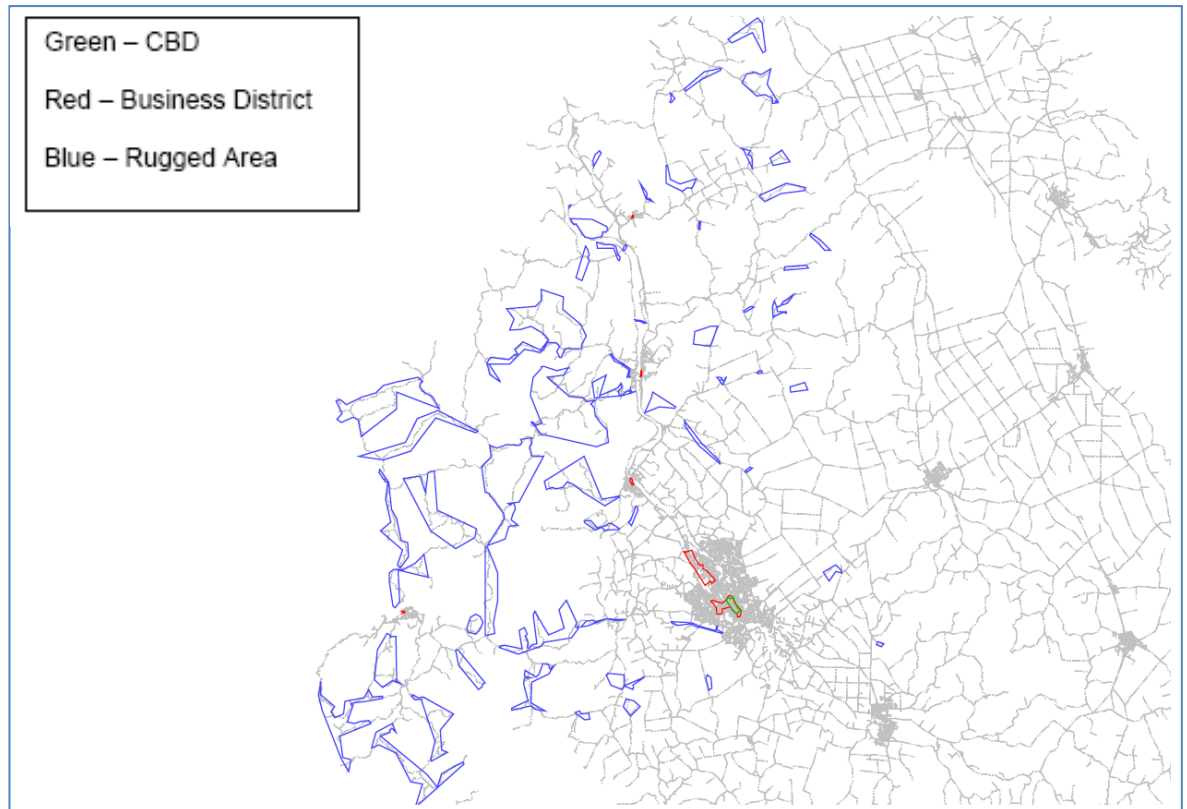 Green – CBD
Red – Business District
Blue – Rugged Area